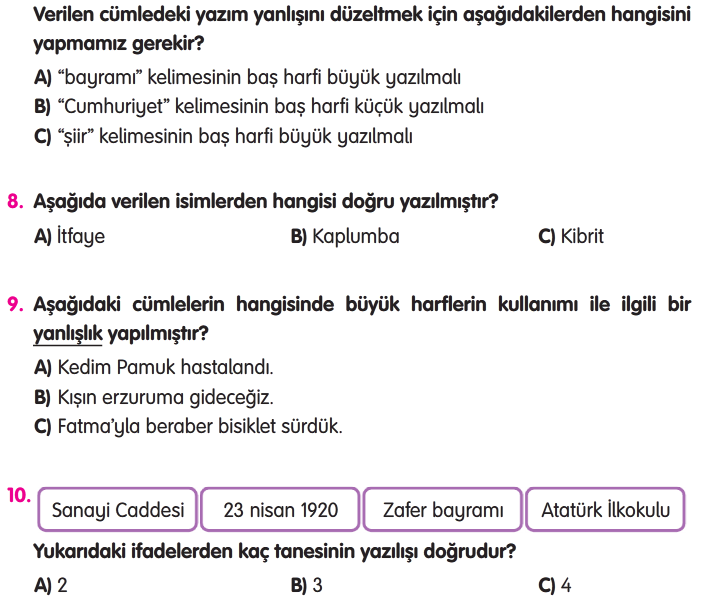 Verilen cümledeki yazım yanlışını düzeltmek için aşağıdakilerden hangisini
yapmamız gerekir?
A) “bayramı” kelimesinin baş harfi büyük yazılmalı
B) “Cumhuriyet” kelimesinin baş harfi küçük yazılmalı
C) “şiir” kelimesinin baş harfi büyük yazılmalı
8. Aşağıda verilen isimlerden hangisi doğru yazılmıştır?
A) İtfaye B) Kaplumba C) Kibrit
9. Aşağıdaki cümlelerin hangisinde büyük harflerin kullanımı ile ilgili bir
yanlışlık yapılmıştır?
A) Kedim Pamuk hastalandı.
B) Kışın erzuruma gideceğiz.
C) Fatma’yla beraber bisiklet sürdük.
10. Sanayi Caddesi 23 nisan 1920 Zafer bayramı Atatürk İlkokulu
Yukarıdaki ifadelerden kaç tanesinin yazılışı doğrudur?
A) 2 B) 3 C) 4